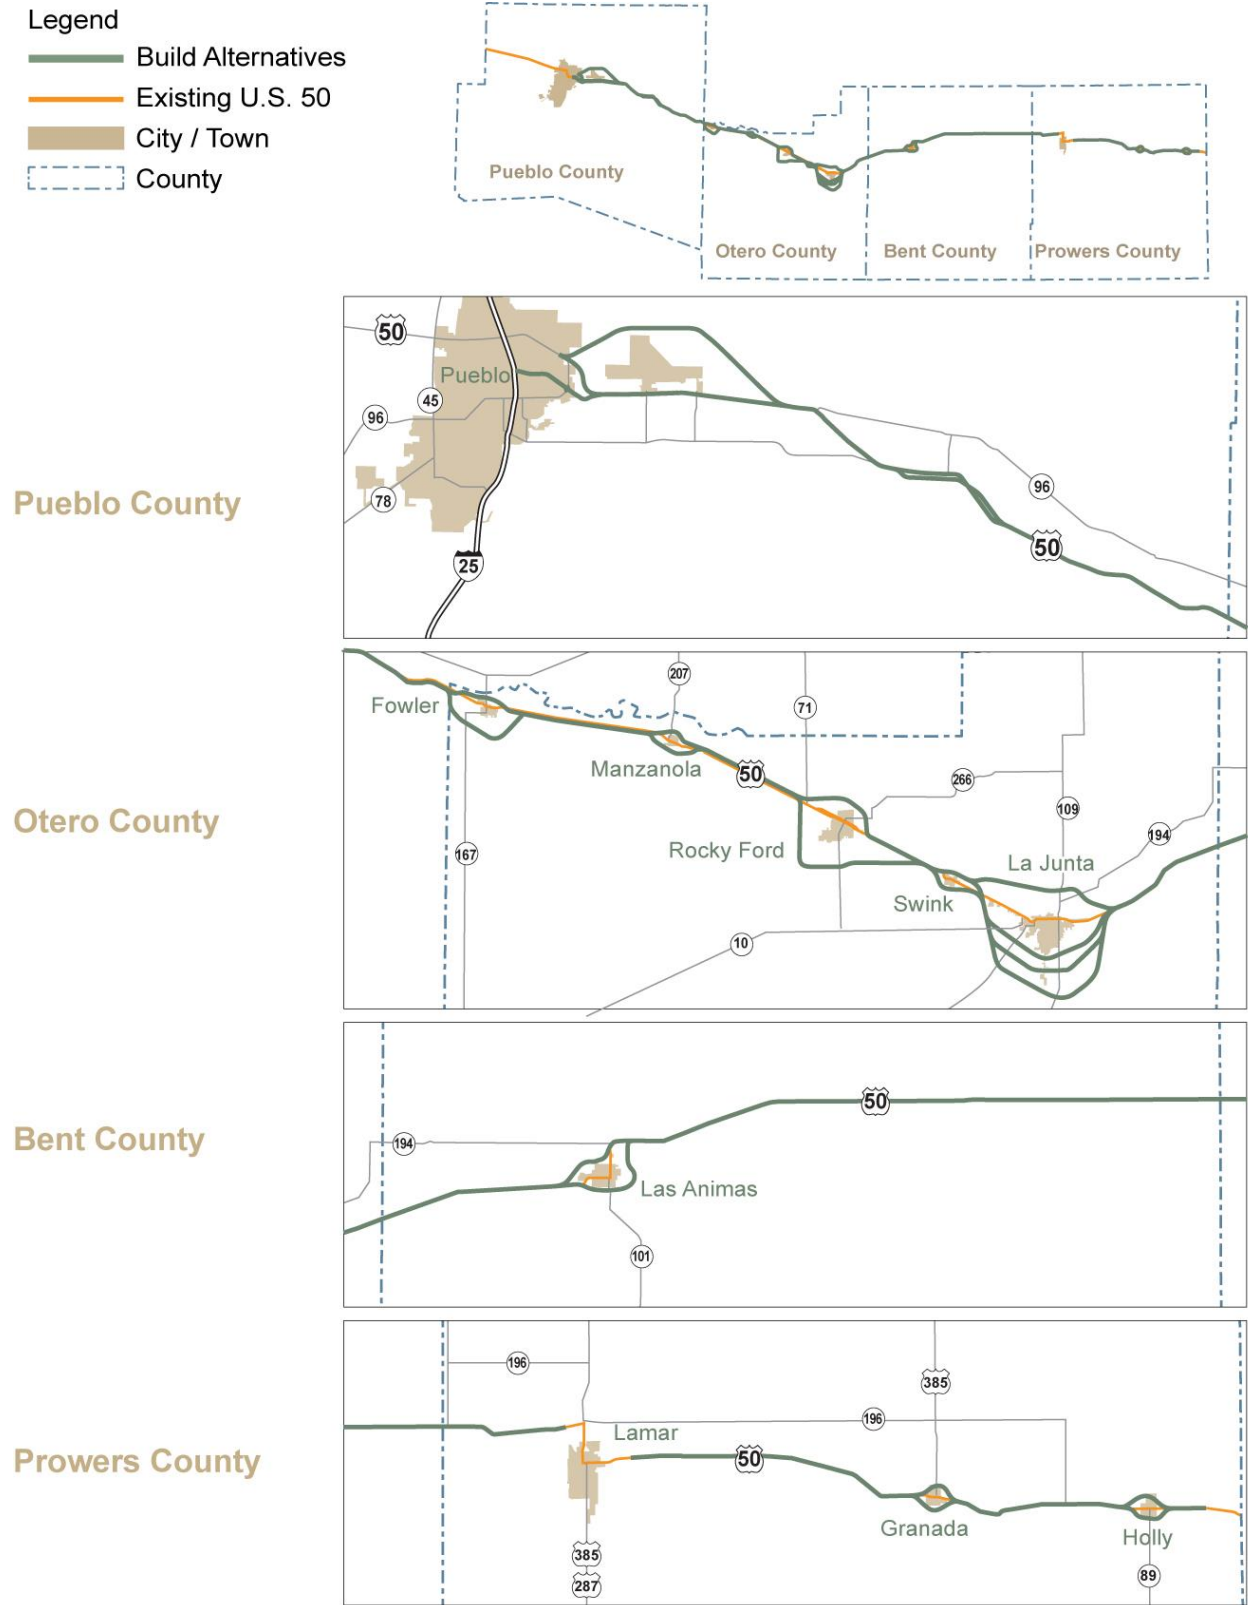 Legend
Build Alternatives
Existing U.S. 50
City / Town
County
Pueblo County
Otero County
Bent County
Prowers County
Pueblo County
50
Pueblo
45
96
78
25
96
50
Otero County
Fowler
207
71
Manzanola
50
266
109
194
Rocky Ford
167
La Junta
Swink
10
Bent County
50
194
Las Animas
101
Prowers County
196
385
196
Lamar
50
Granada
Holly
385
287
89